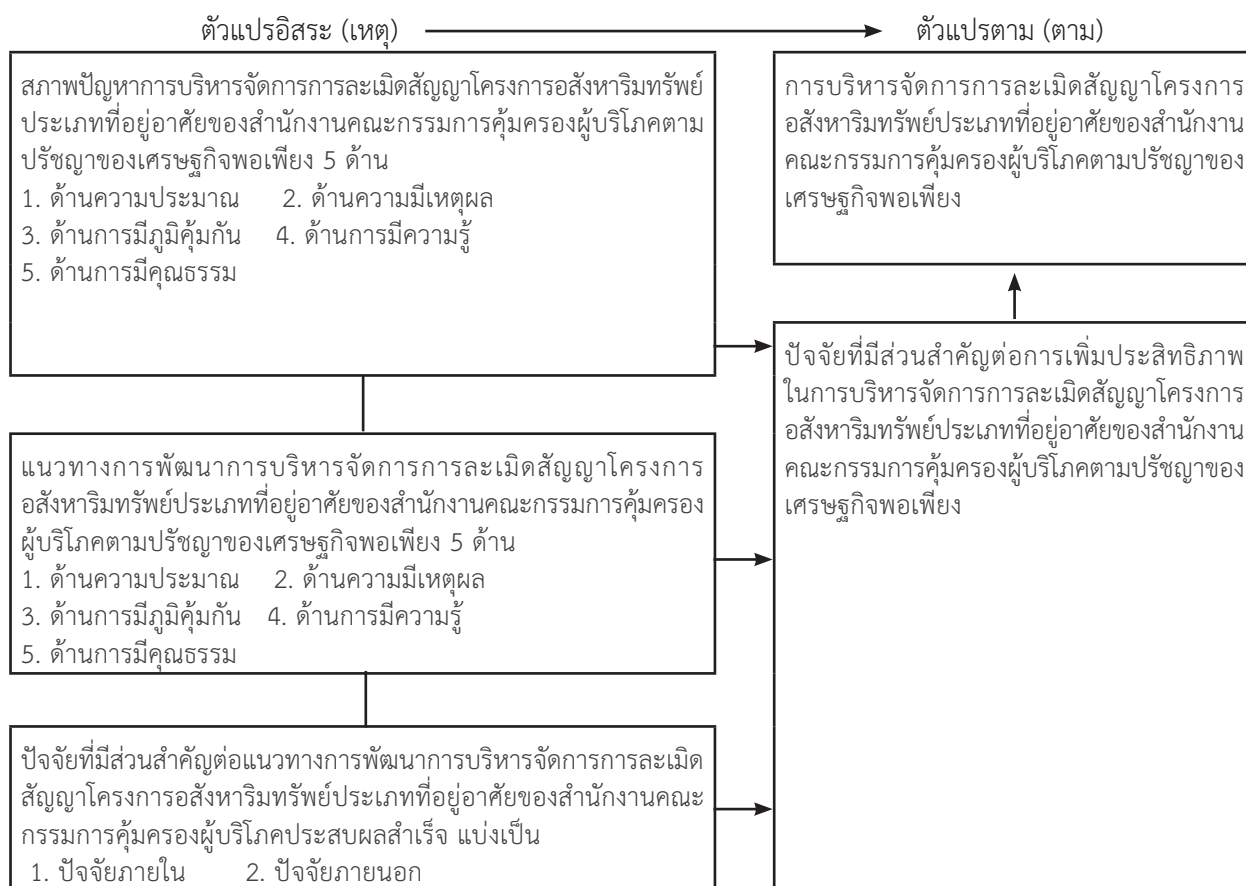 ตัวแปรอิสระ (เหตุ)
ตัวแปรตาม (ตาม)
สภาพปัญหาการบริหารจัดการการละเมิดสัญญาโครงการอสังหาริมทรัพย์
ประเภทที่อยู่อาศัยของสำนักงานคณะกรรมการคุ้มครองผู้บริโภคตาม
ปรัชญาของเศรษฐกิจพอเพียง 5 ด้าน
1. ด้านความประมาณ 2. ด้านความมีเหตุผล
3. ด้านการมีภูมิคุ้มกัน 4. ด้านการมีความรู้
5. ด้านการมีคุณธรรม
การบริหารจัดการการละเมิดสัญญาโครงการ
อสังหาริมทรัพย์ประเภทที่อยู่อาศัยของสำนักงาน
คณะกรรมการคุ้มครองผู้บริโภคตามปรัชญาของ
เศรษฐกิจพอเพียง
แนวทางการพัฒนาการบริหารจัดการการละเมิดสัญญาโครงการ
อสังหาริมทรัพย์ประเภทที่อยู่อาศัยของสำนักงานคณะกรรมการคุ้มครอง
ผู้บริโภคตามปรัชญาของเศรษฐกิจพอเพียง 5 ด้าน
1. ด้านความประมาณ 2. ด้านความมีเหตุผล
3. ด้านการมีภูมิคุ้มกัน 4. ด้านการมีความรู้
5. ด้านการมีคุณธรรม
ปัจจัยที่มีส่วนสำคัญต่อการเพิ่มประสิทธิภาพ
ในการบริหารจัดการการละเมิดสัญญาโครงการ
อสังหาริมทรัพย์ประเภทที่อยู่อาศัยของสำนักงาน
คณะกรรมการคุ้มครองผู้บริโภคตามปรัชญาของ
เศรษฐกิจพอเพียง
ปัจจัยที่มีส่วนสำคัญต่อแนวทางการพัฒนาการบริหารจัดการการละเมิด
สัญญาโครงการอสังหาริมทรัพย์ประเภทที่อยู่อาศัยของสำนักงานคณะ
กรรมการคุ้มครองผู้บริโภคประสบผลสำเร็จ แบ่งเป็น
1. ปัจจัยภายใน 2. ปัจจัยภายนอก